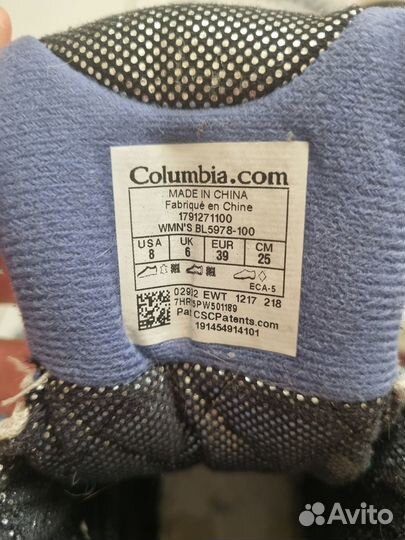 Columbia.com
MADE IN CHINA
Fabriqué en Chine
1791271100
WMN'S BL5978-100
USA UK EUR CM
8 6 39 25
ECA-5
EWT 1217 218
CSCPatents.com
191454914101
Avito